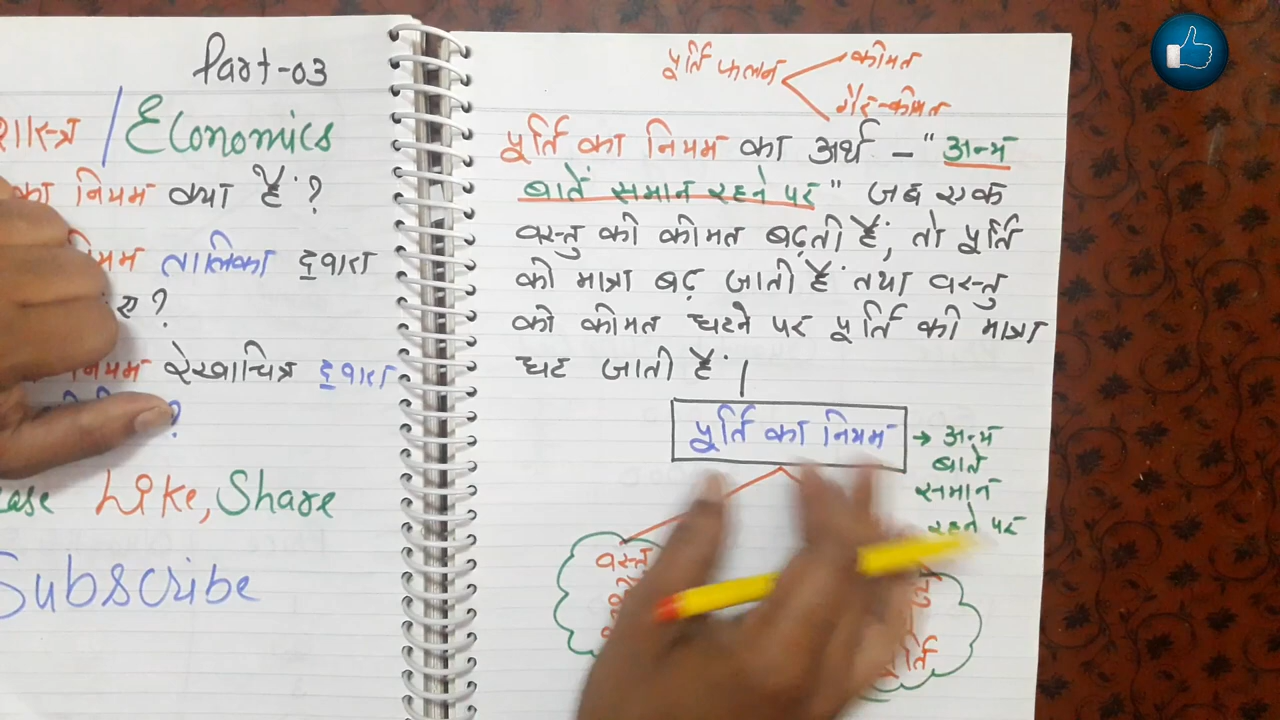 Part-03
शास्त्र / Economics
का नियम क्या हैं?
नियम तालिका दुवारा
ए?
नियम रेखाचित्र दुवारा
?
Like, Share
Subscribe
पूर्ति फलन
कीमत
गैर-कीमत
पूर्ति का नियम का अर्थ - "अन्य
बातें समान रहने पर" जब एक
वस्तु की कीमत बढ़ती हैं, तो पूर्ति
की मात्रा बढ़ जाती हैं तथा वस्तु
की कीमत घटने पर पूर्ति की मात्रा
घट जाती हैं।
पूर्ति का नियम → अन्य
बाते
समान
रहने पर
वस्तु